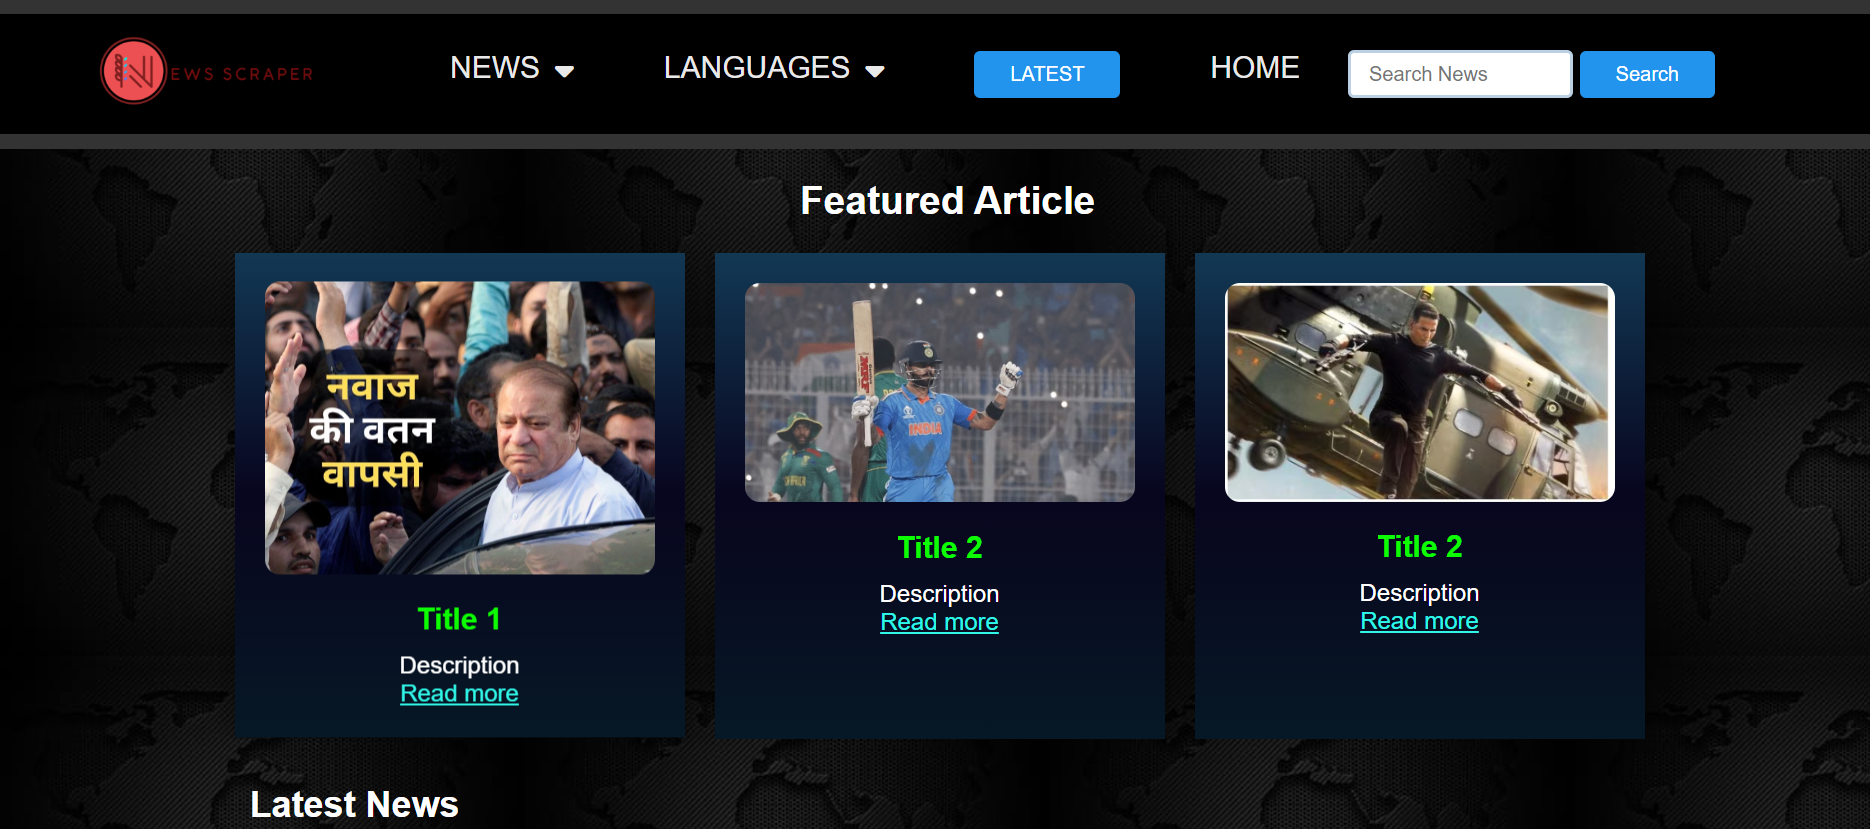 EWS SCRAPER
NEWS
LANGUAGES
LATEST
HOME
Search News
Search
Featured Article
नवाज
की वतन
वापसी
INDIA
Title 1
Description
Read more
Title 2
Description
Read more
Title 2
Description
Read more
Latest News